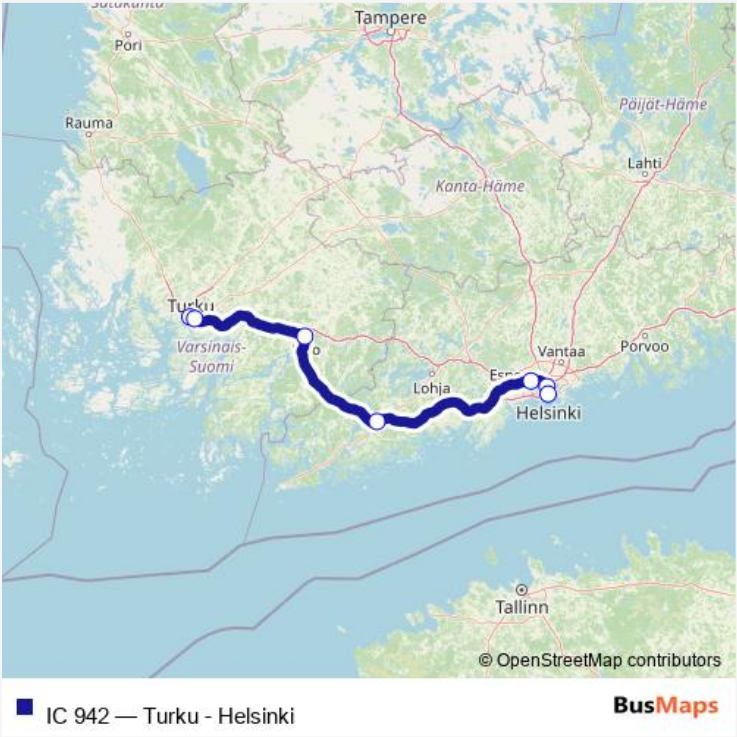 Satakunta
Tampere
Pori
Päijät-Häme
Rauma
Lahti
Kanta-Häme
Turku
Varsinais-
Suomi
o
Vantaa
Porvoo
Espo
Lohja
Helsinki
Tallinn
© OpenStreetMap contributors
IC 942 — Turku - Helsinki
BusMaps